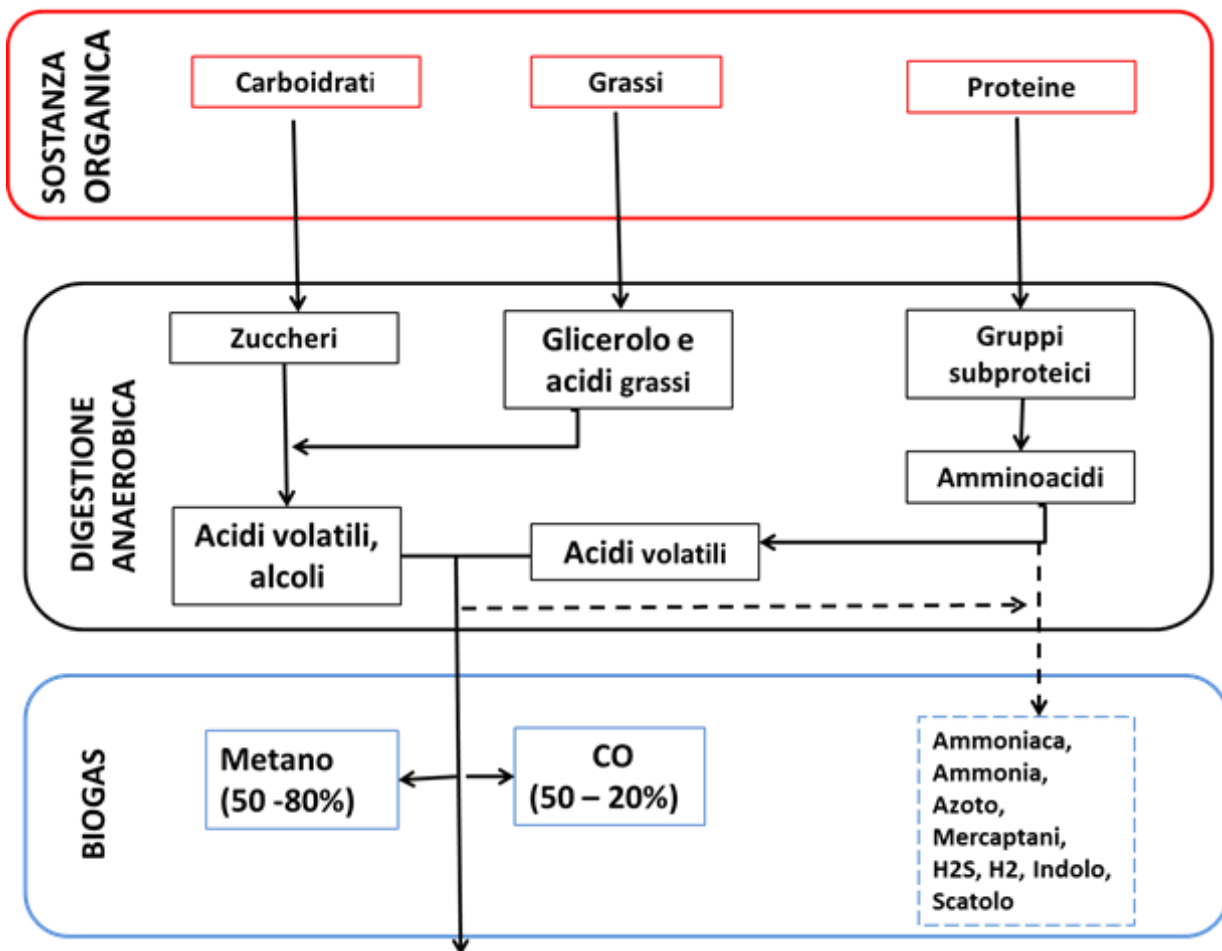 SOSTANZA
ORGANICA
Carboidrati
Grassi
Proteine
DIGESTIONE
ANAEROBICA
Zuccheri
Glicerolo e
acidi grassi
Gruppi
subproteici
Amminoacidi
Acidi volatili,
alcoli
Acidi volatili
BIOGAS
Metano
(50 -80%)
CO
(50 – 20%)
Ammoniaca,
Ammonia,
Azoto,
Mercaptani,
H2S, H2, Indolo,
Scatolo